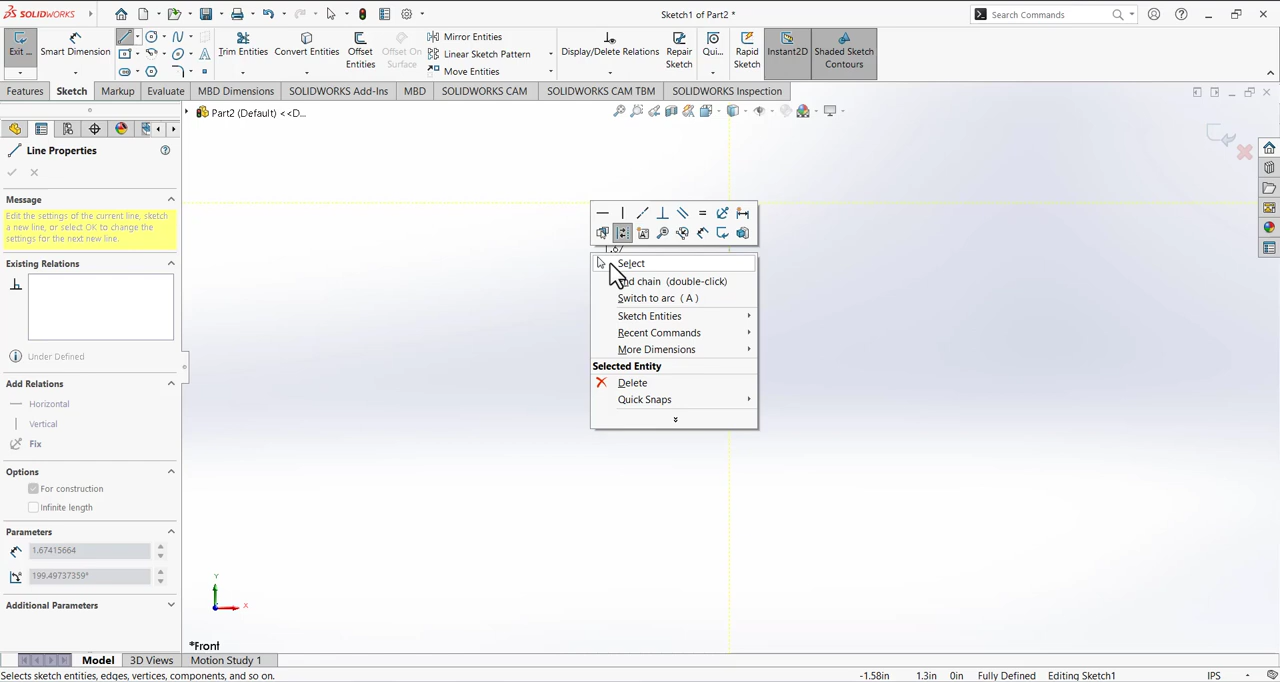 SOLIDWORKS
Sketch1 of Part2 *
Search Commands
Exit ...
Smart Dimension
Trim Entities
Convert Entities
Offset
Entities
Offset On
Surface
Mirror Entities
Linear Sketch Pattern
Move Entities
Display/Delete Relations
Repair
Sketch
Qui...
Rapid
Sketch
Instant2D
Shaded Sketch
Contours
Features
Sketch
Markup
Evaluate
MBD Dimensions
SOLIDWORKS Add-Ins
MBD
SOLIDWORKS CAM
SOLIDWORKS CAM TBM
SOLIDWORKS Inspection
Part2 (Default) <<D...
Line Properties
Message
Edit the settings of the current line, sketch
a new line, or select OK to change the
settings for the next new line.
Existing Relations
Under Defined
Add Relations
Horizontal
Vertical
Fix
Options
For construction
Infinite length
Parameters
1.67415664
199.49737359°
Additional Parameters
1.67
Select
End chain (double-click)
Switch to arc ( A )
Sketch Entities
Recent Commands
More Dimensions
Selected Entity
Delete
Quick Snaps
Y
X
*Front
Model
3D Views
Motion Study 1
Selects sketch entities, edges, vertices, components, and so on.
-1.58in
1.3in
0in
Fully Defined
Editing Sketch1
IPS